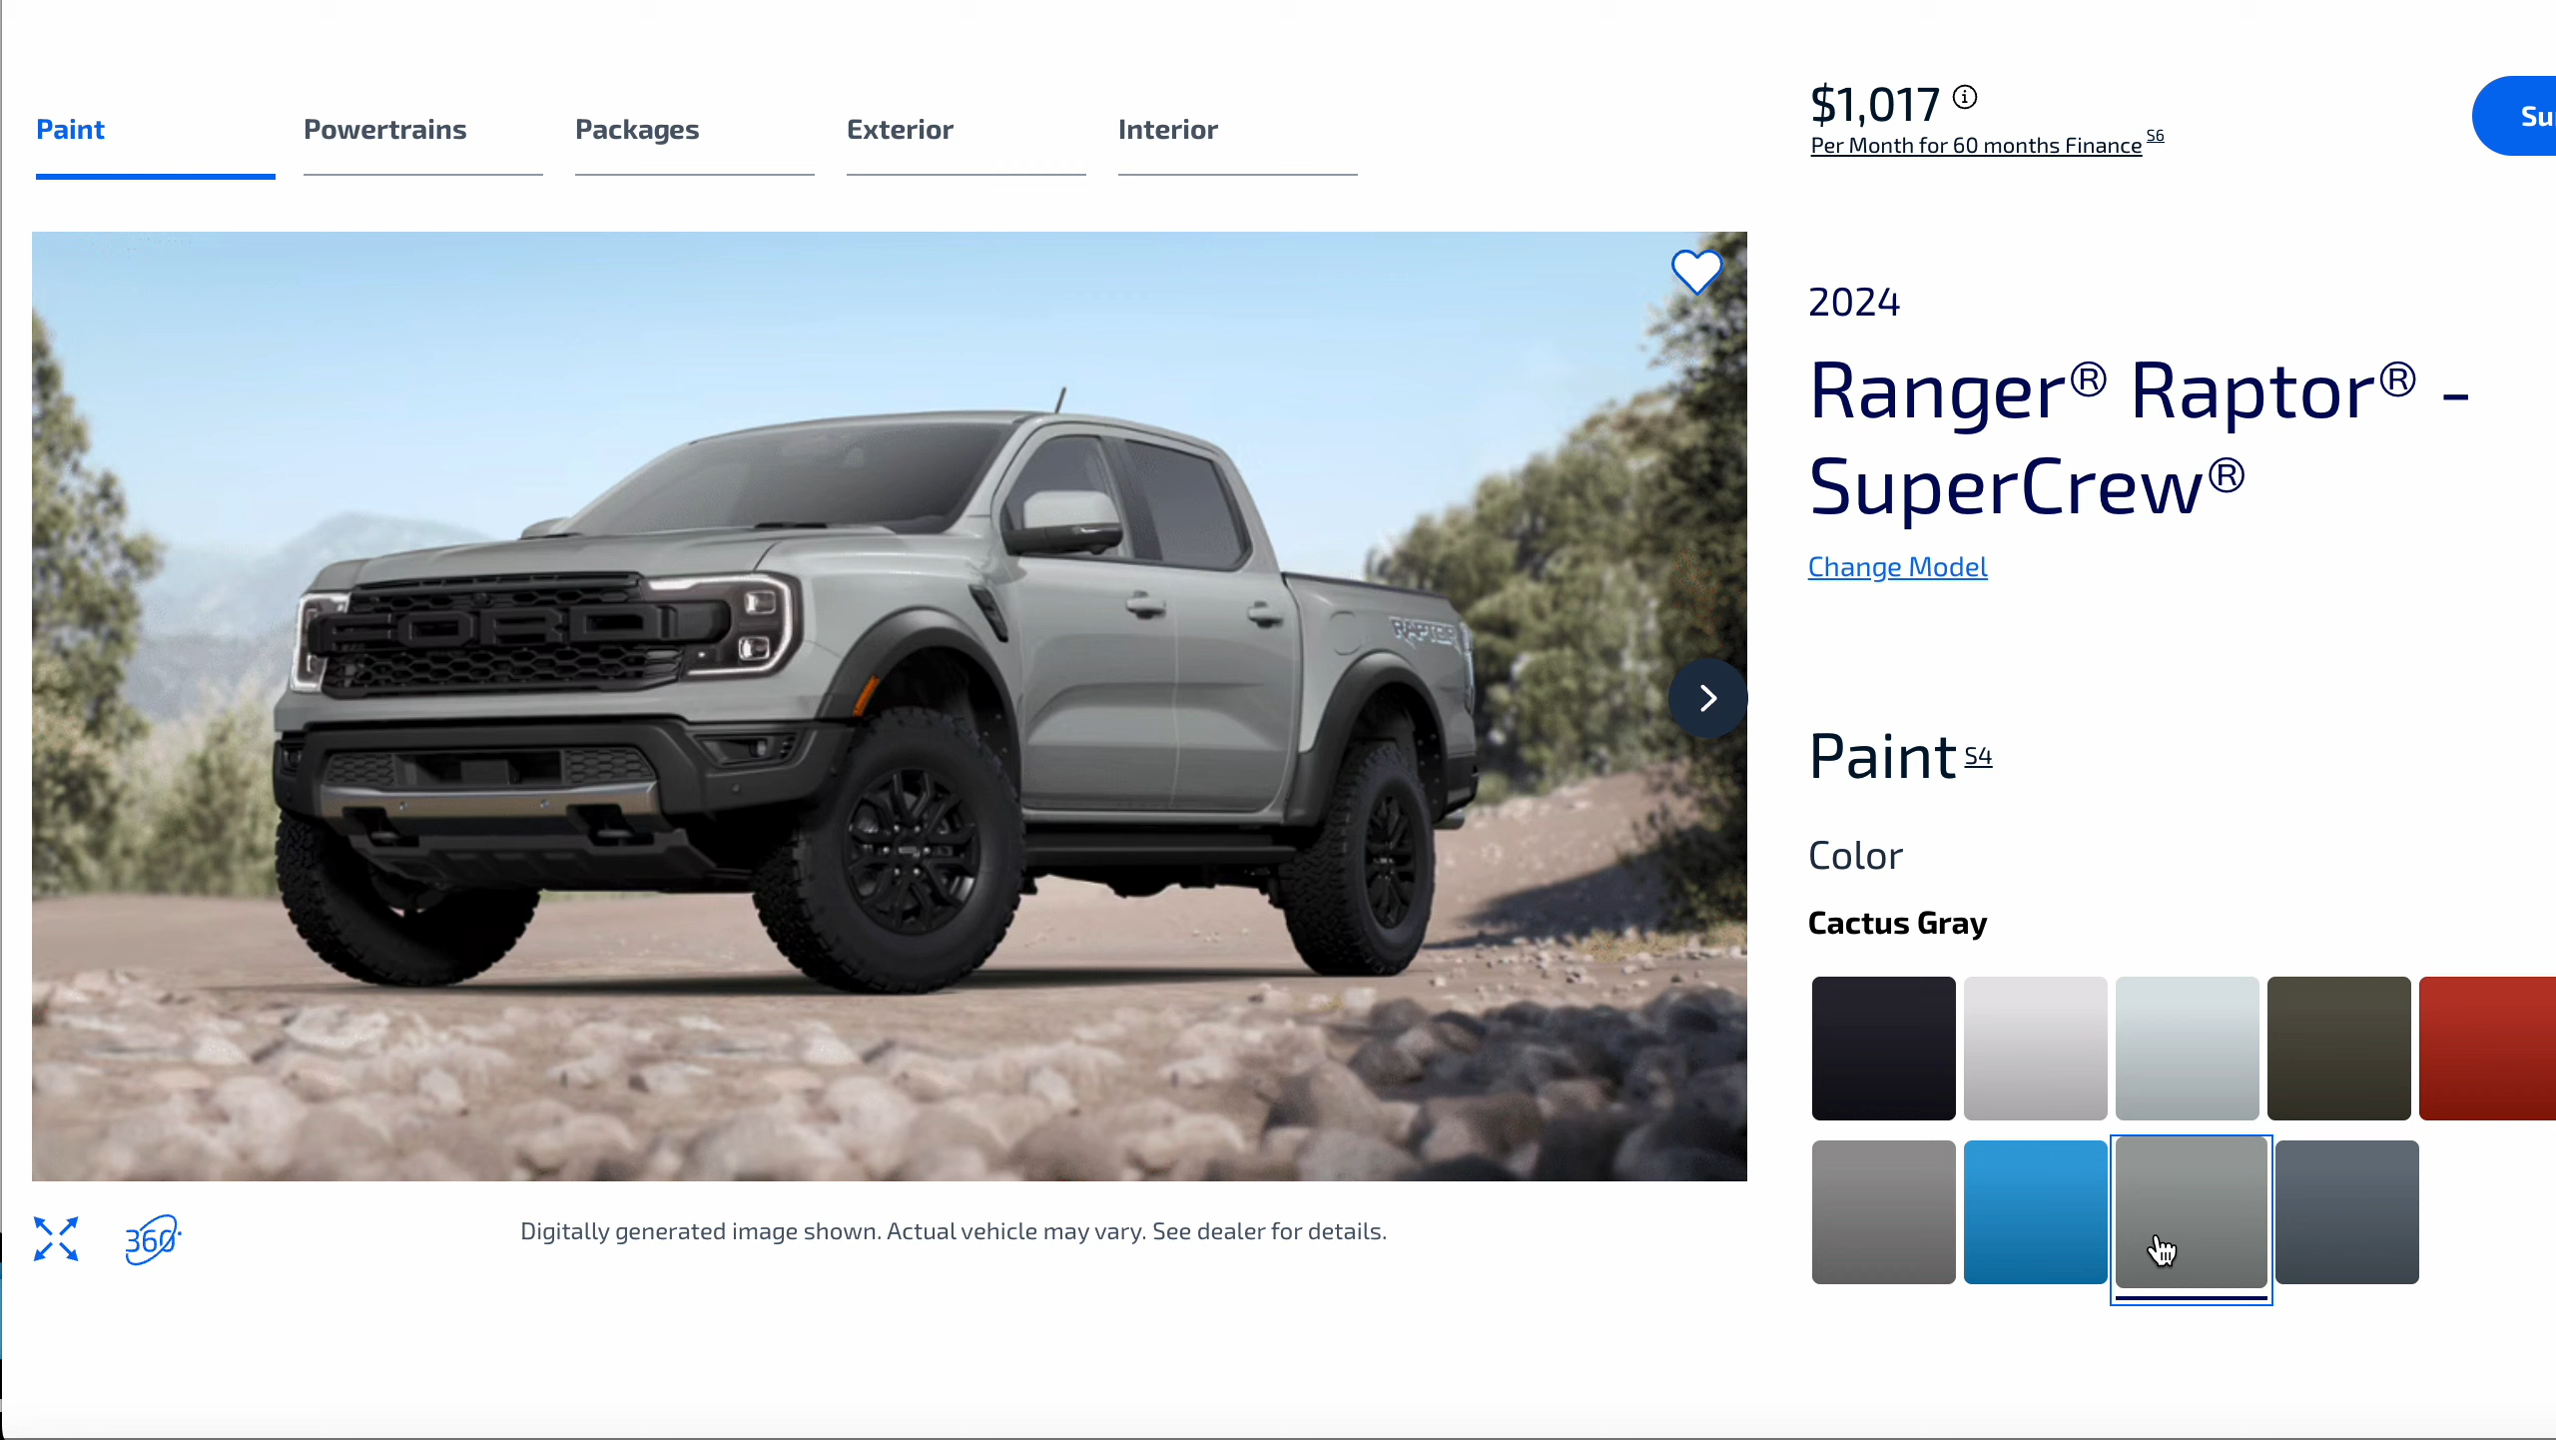 Paint
Powertrains
Packages
Exterior
Interior
$1,017
Per Month for 60 months Finance S6
2024
Ranger® Raptor® -
SuperCrew®
Change Model
FORD
RAPTOR
Paint S4
Color
Cactus Gray
360°
Digitally generated image shown. Actual vehicle may vary. See dealer for details.